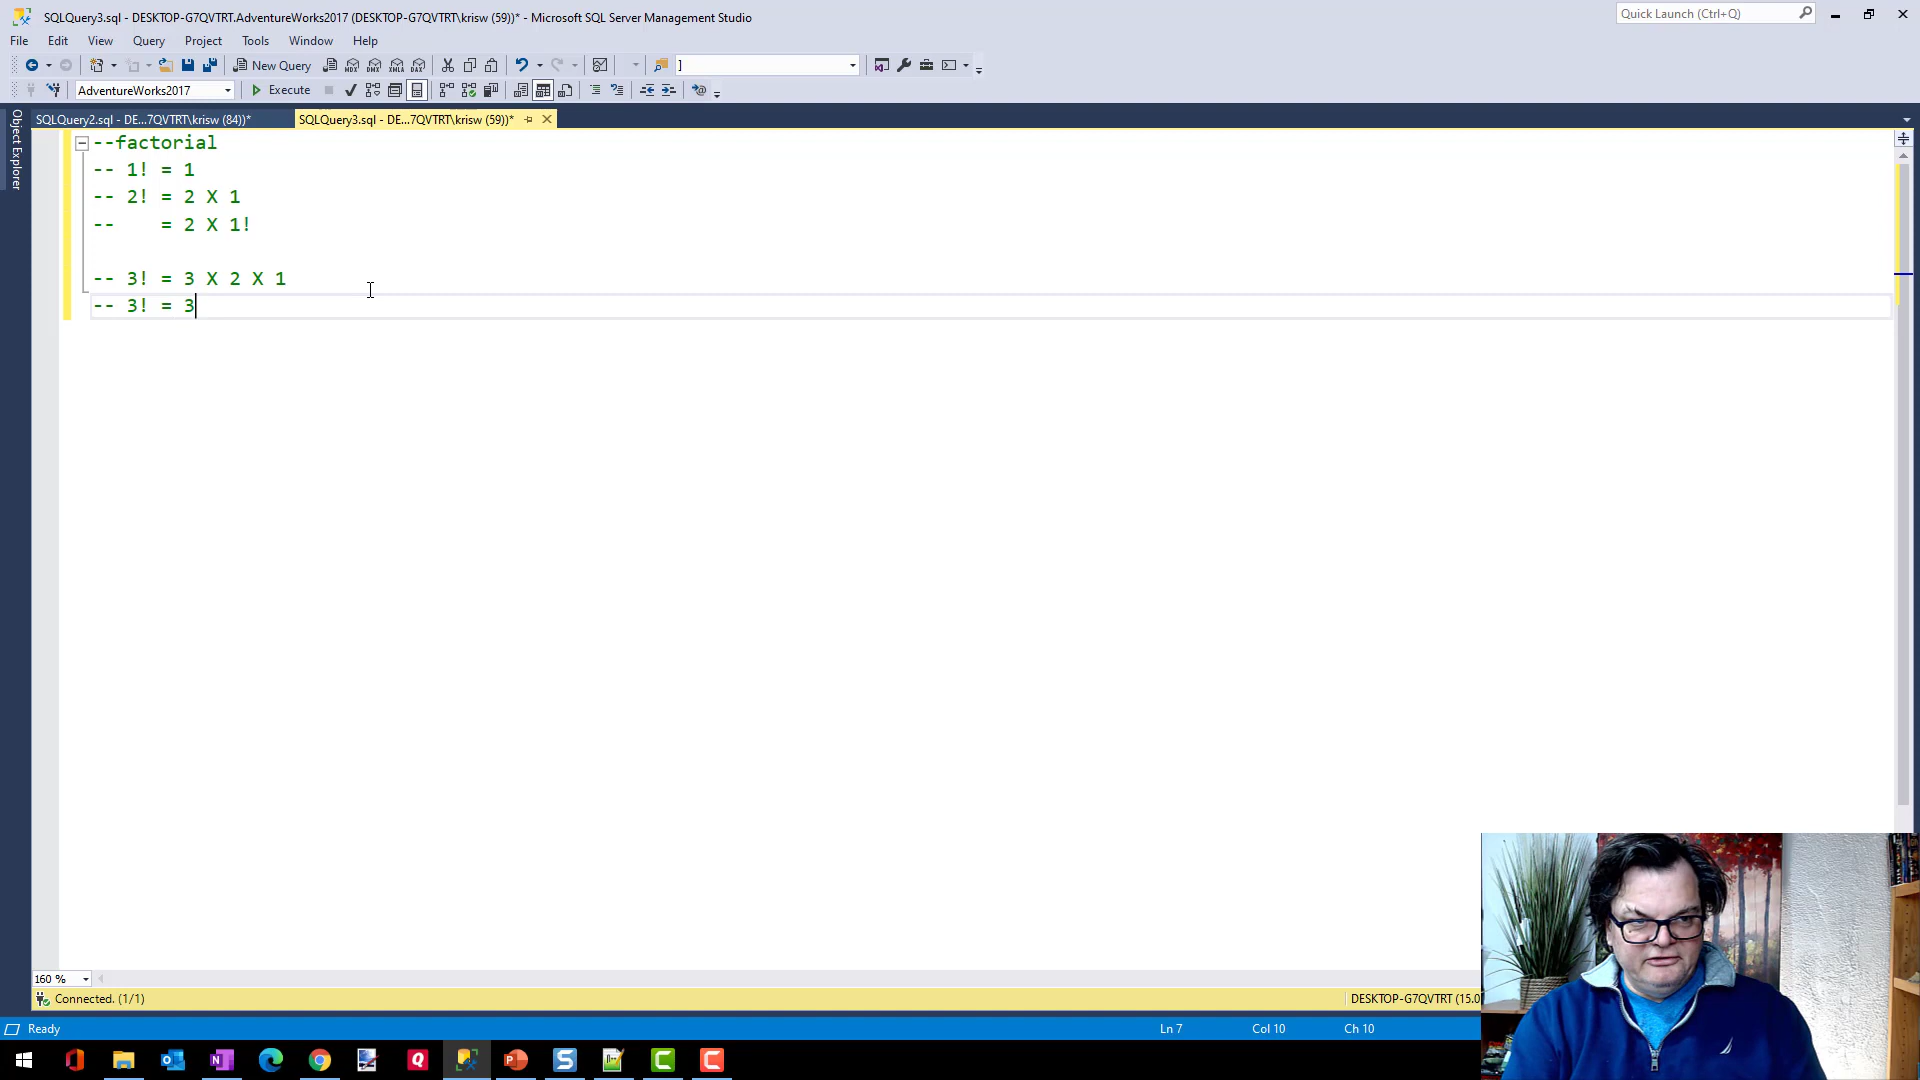 SQLQuery3.sql - DESKTOP-G7QVTRT.AdventureWorks2017 (DESKTOP-G7QVTRT\krisw (59))* - Microsoft SQL Server Management Studio
Quick Launch (Ctrl+Q)
File Edit View Query Project Tools Window Help
New Query
]
AdventureWorks2017
Execute
Object Explorer
SQLQuery2.sql - DE...7QVTRT\krisw (84))*
SQLQuery3.sql - DE...7QVTRT\krisw (59))*
--factorial
-- 1! = 1
-- 2! = 2 X 1
--    = 2 X 1!
-- 3! = 3 X 2 X 1
-- 3! = 3
160 %
Connected. (1/1)
DESKTOP-G7QVTRT (15.0
Ready
Ln 7
Col 10
Ch 10